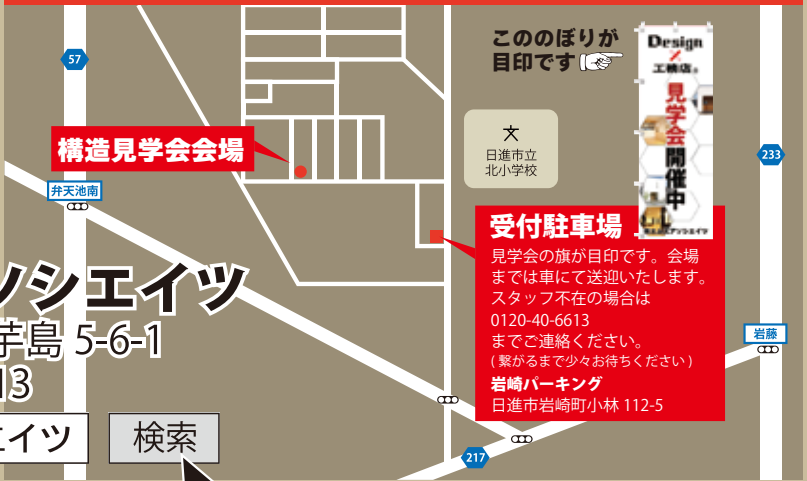 こののぼりが
目印です
Design
×
工務店。
見学会開催中
57
233
文
日進市立
北小学校
構造見学会会場
弁天池南
受付駐車場
見学会の旗が目印です。会場
までは車にて送迎いたします。
スタッフ不在の場合は
0120-40-6613
までご連絡ください。
( 繋がるまで少々お待ちください )
岩崎パーキング
日進市岩崎町小林 112-5
岩藤
ソシエイツ
芋島 5-6-1
13
エイツ
検索
217